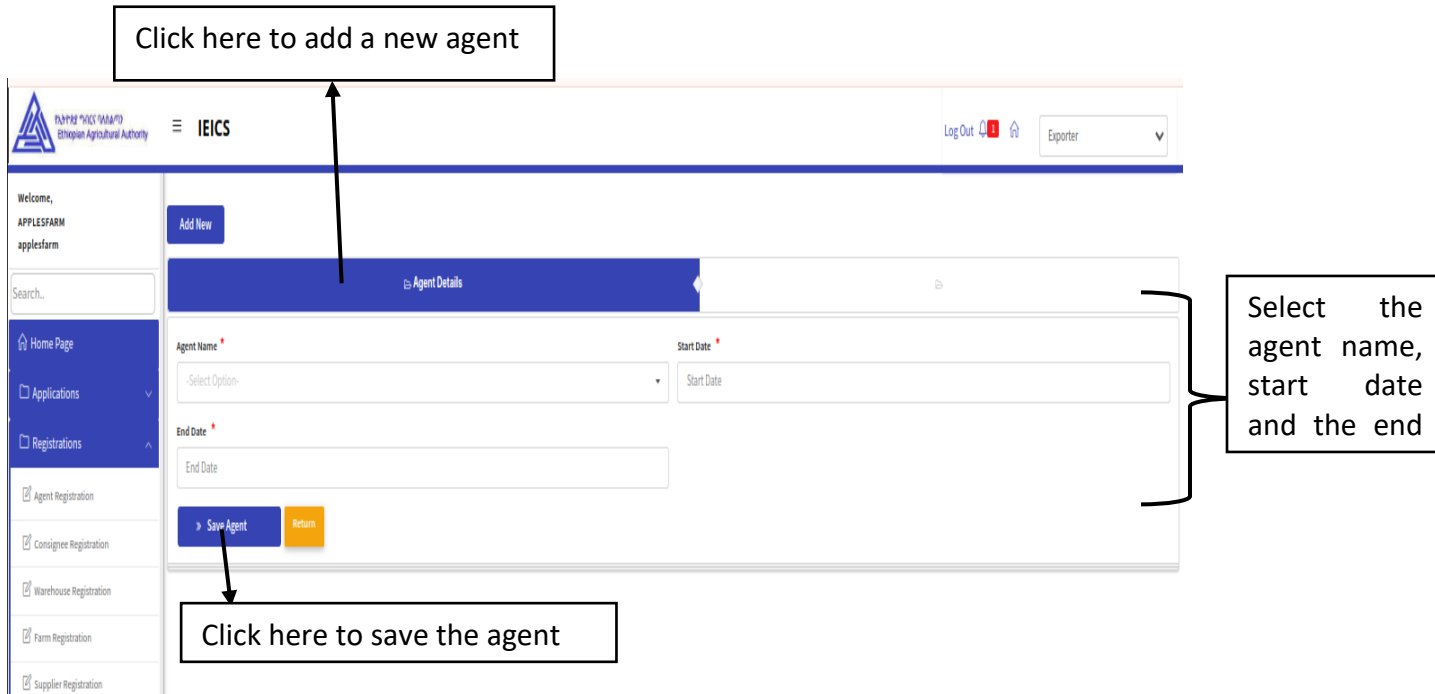 Click here to add a new agent
Ethiopian Agricultural Authority
IEICS
Log Out
1
Exporter
Welcome,
APPLESFARM
applesfarm
Add New
Search..
Agent Details
Home Page
Applications
Registrations
Agent Registration
Consignee Registration
Warehouse Registration
Farm Registration
Supplier Registration
Agent Name *
-Select Option-
Start Date *
Start Date
End Date *
End Date
» Save Agent
Return
Select the
agent name,
start date
and the end
Click here to save the agent